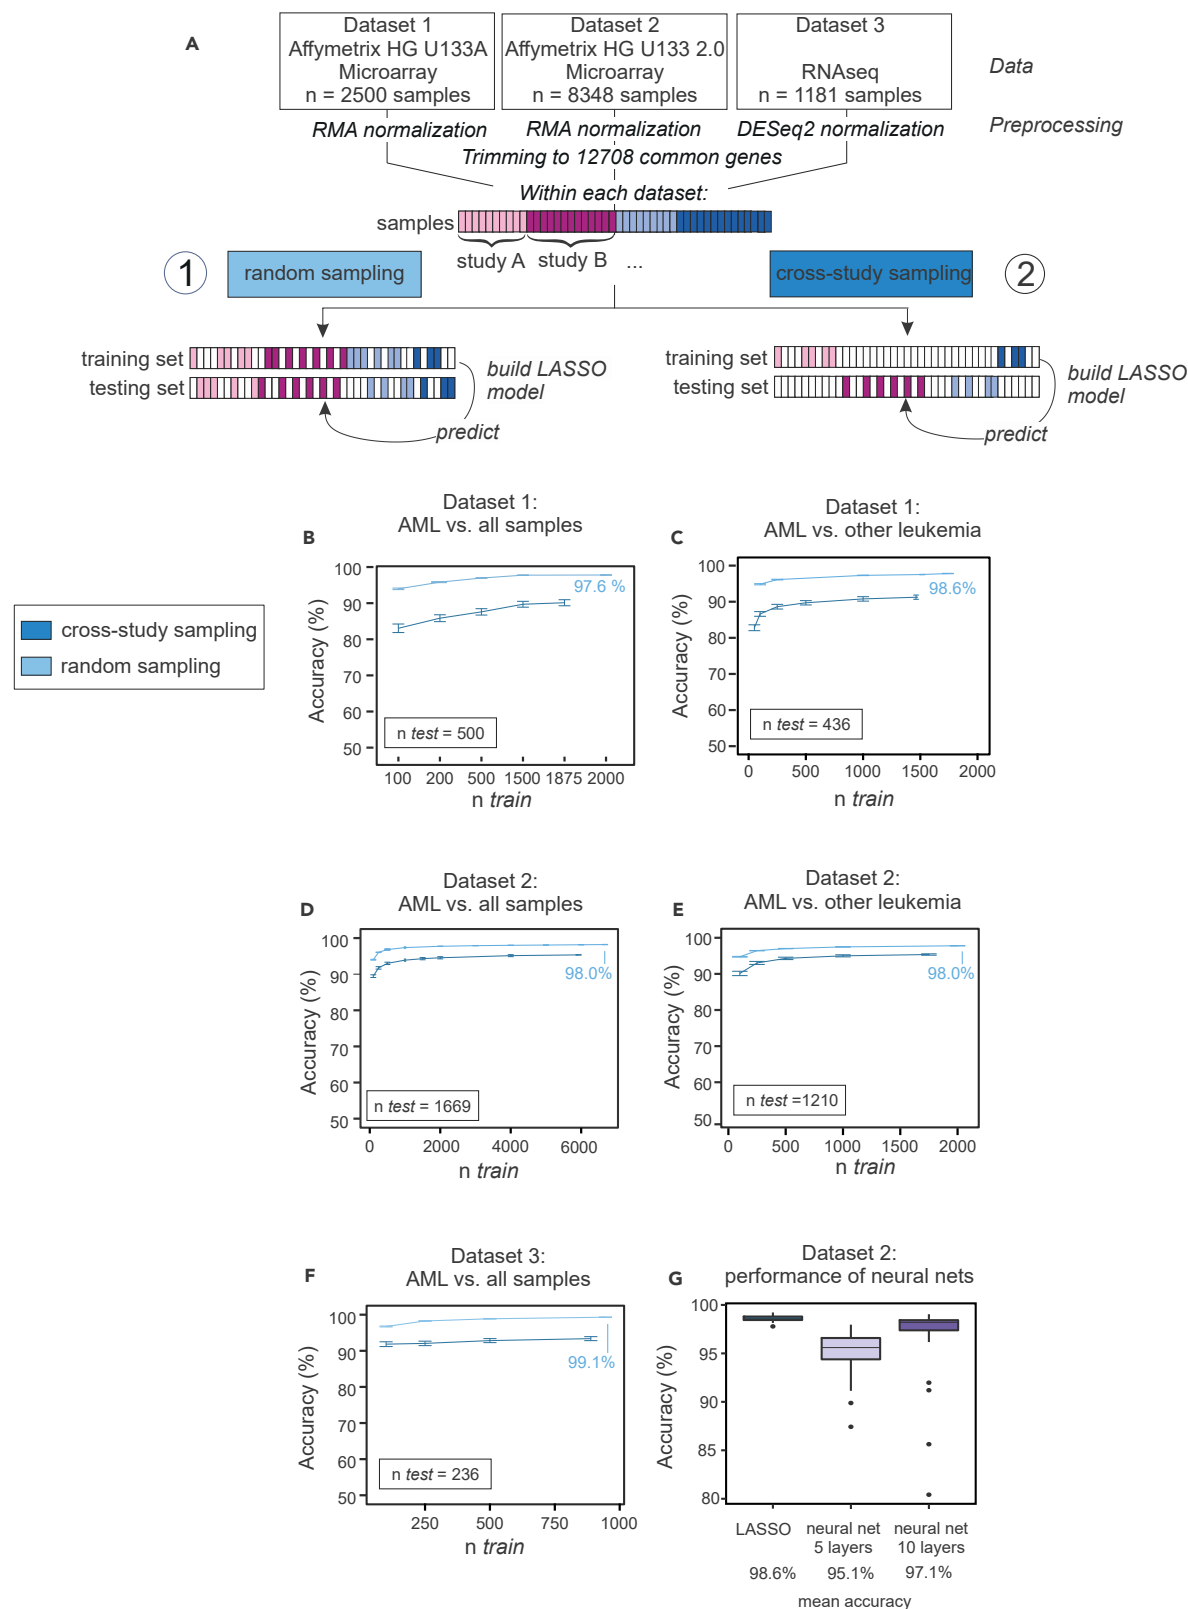 A
Dataset 1
Affymetrix HG U133A
Microarray
n = 2500 samples
Dataset 2
Affymetrix HG U133 2.0
Microarray
n = 8348 samples
Dataset 3
RNAseq
n = 1181 samples
Data
RMA normalization
RMA normalization
DESeq2 normalization
Preprocessing
Trimming to 12708 common genes
Within each dataset:
samples
study A
study B
...
1
random sampling
cross-study sampling
2
training set
testing set
build LASSO
model
predict
training set
testing set
build LASSO
model
predict
cross-study sampling
random sampling
B
Dataset 1:
AML vs. all samples
Accuracy (%)
100
90
80
70
60
50
97.6 %
n test = 500
100 200 500 1500 1875 2000
n train
C
Dataset 1:
AML vs. other leukemia
Accuracy (%)
100
90
80
70
60
50
98.6%
n test = 436
0 500 1000 1500 2000
n train
D
Dataset 2:
AML vs. all samples
Accuracy (%)
100
90
80
70
60
50
98.0%
n test = 1669
0 2000 4000 6000
n train
E
Dataset 2:
AML vs. other leukemia
Accuracy (%)
100
90
80
70
60
50
98.0%
n test =1210
0 500 1000 1500 2000
n train
F
Dataset 3:
AML vs. all samples
Accuracy (%)
100
90
80
70
60
50
99.1%
n test = 236
250 500 750 1000
n train
G
Dataset 2:
performance of neural nets
Accuracy (%)
100
95
90
85
80
LASSO
neural net
5 layers
neural net
10 layers
98.6% 95.1% 97.1%
mean accuracy